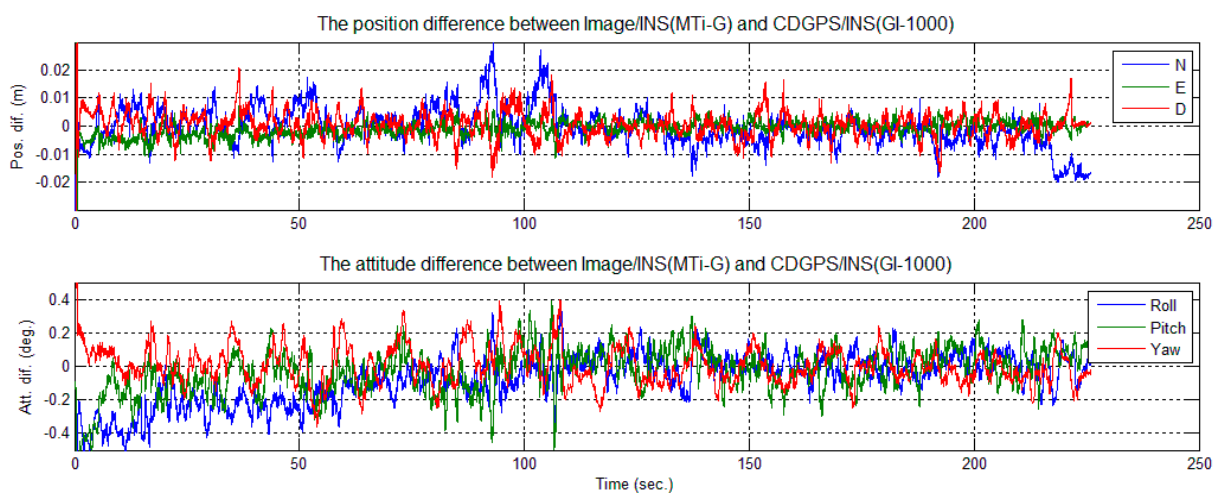 The position difference between Image/INS(MTi-G) and CDGPS/INS(GI-1000)
Pos. dif. (m)
0.02
0.01
0
-0.01
-0.02
N
E
D
0 50 100 150 200 250
The attitude difference between Image/INS(MTi-G) and CDGPS/INS(GI-1000)
Att. dif. (deg.)
0.4
0.2
0
-0.2
-0.4
Roll
Pitch
Yaw
0 50 100 150 200 250
Time (sec.)